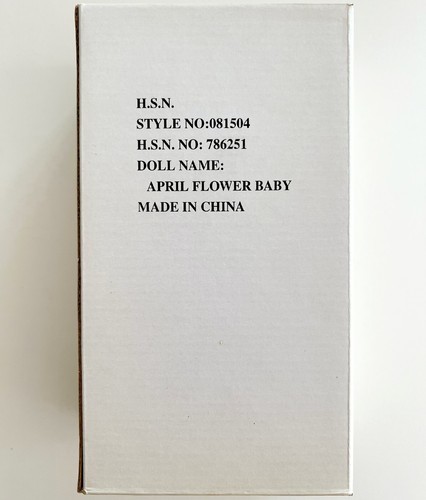 H.S.N.
STYLE NO:081504
H.S.N. NO: 786251
DOLL NAME:
APRIL FLOWER BABY
MADE IN CHINA